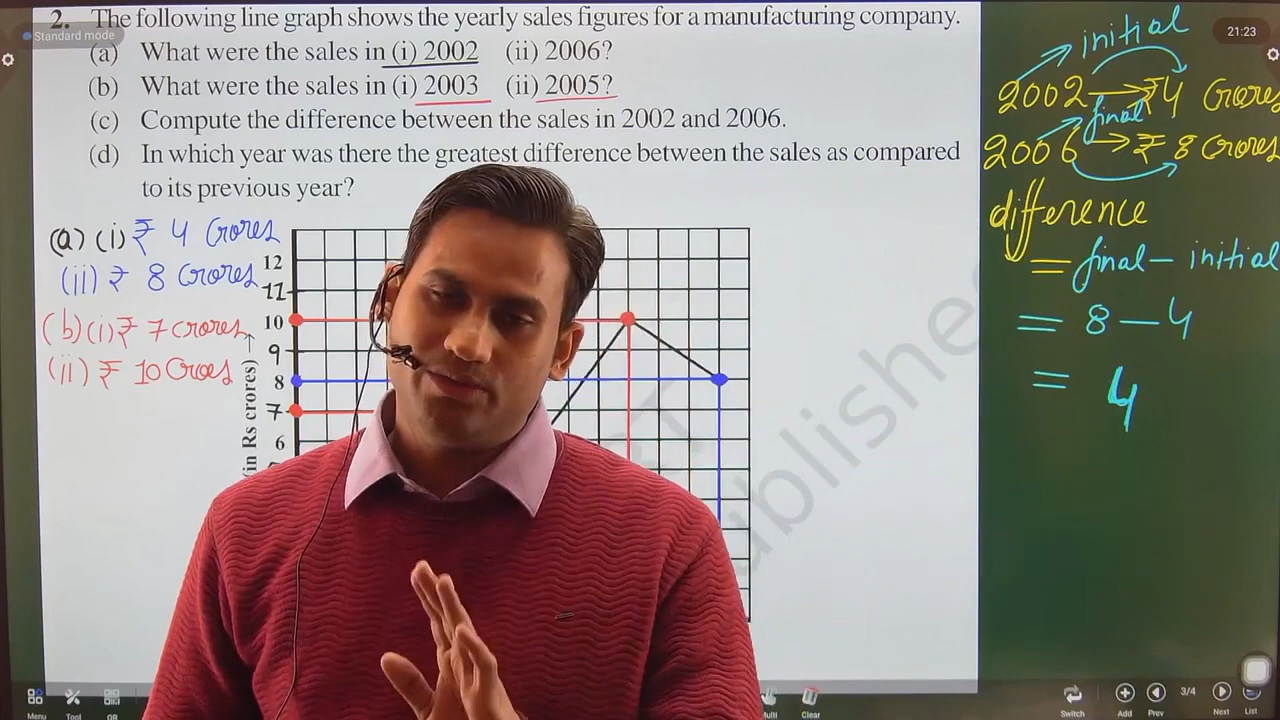 2. The following line graph shows the yearly sales figures for a manufacturing company.
Standard mode
(a) What were the sales in (i) 2002 (ii) 2006?
(b) What were the sales in (i) 2003 (ii) 2005?
(c) Compute the difference between the sales in 2002 and 2006.
(d) In which year was there the greatest difference between the sales as compared
to its previous year?
(a) (i) ₹ 4 Crores
(ii) ₹ 8 Crores
(b)(i) ₹ 7 Crores
(ii) ₹ 10 Croes
12
11
10
9
8
7
6
(in Rs crores)
ublishe
21:23
initial
2002 → ₹4 Crores
final
2006 → ₹ 8 Crores
difference
= final - initial
= 8 - 4
= 4
Menu
Tool
QR
Multi
Clear
Switch
Add
Prev
3/4
Next
List